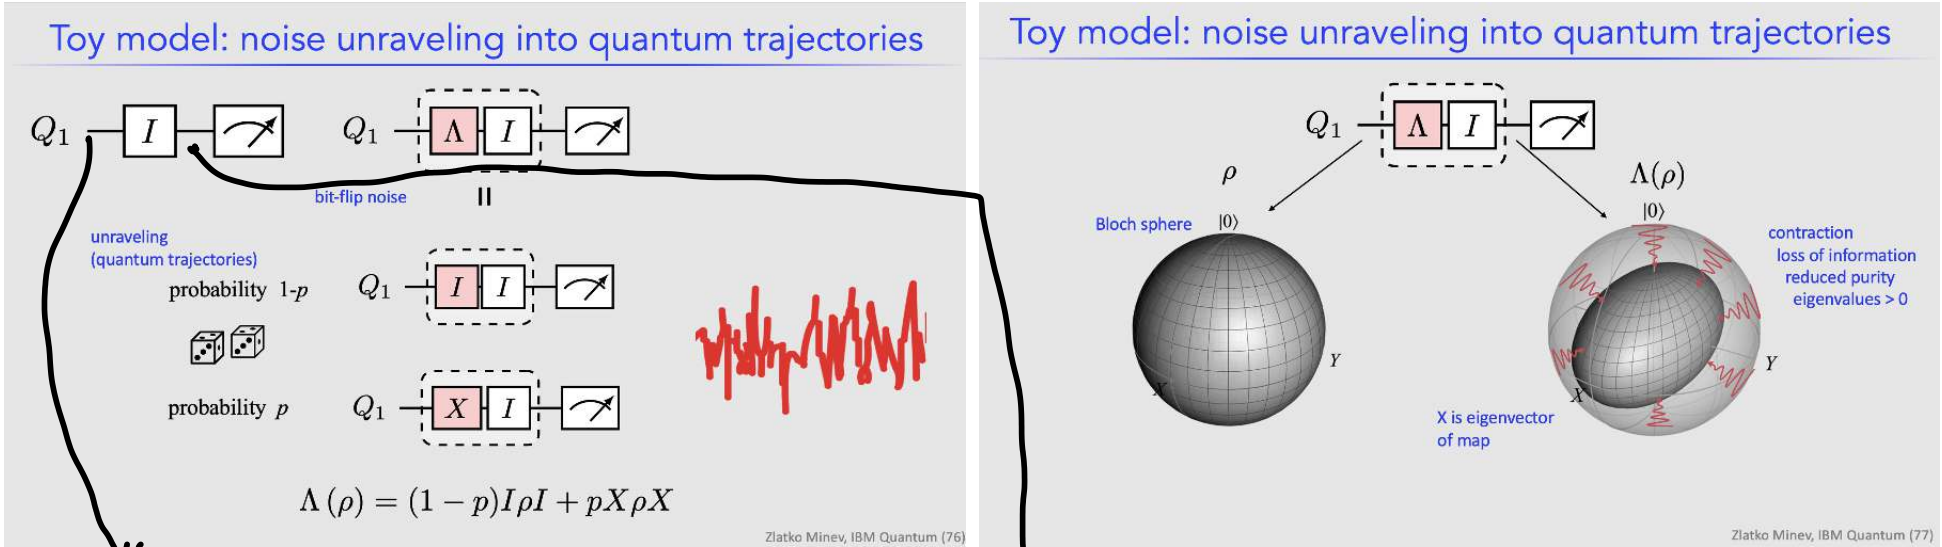 Toy model: noise unraveling into quantum trajectories
Q₁ I
Q₁ Λ I
bit-flip noise
=
unraveling
(quantum trajectories)
probability 1-p
Q₁ I I
probability p
Q₁ X I
Λ (ρ) = (1 − p)IρI + pXρX
Zlatko Minev, IBM Quantum (76)
Toy model: noise unraveling into quantum trajectories
Q₁ Λ I
ρ
Λ(ρ)
Bloch sphere
|0⟩
X
Y
|0⟩
contraction
loss of information
reduced purity
eigenvalues > 0
X
Y
X is eigenvector
of map
Zlatko Minev, IBM Quantum (77)